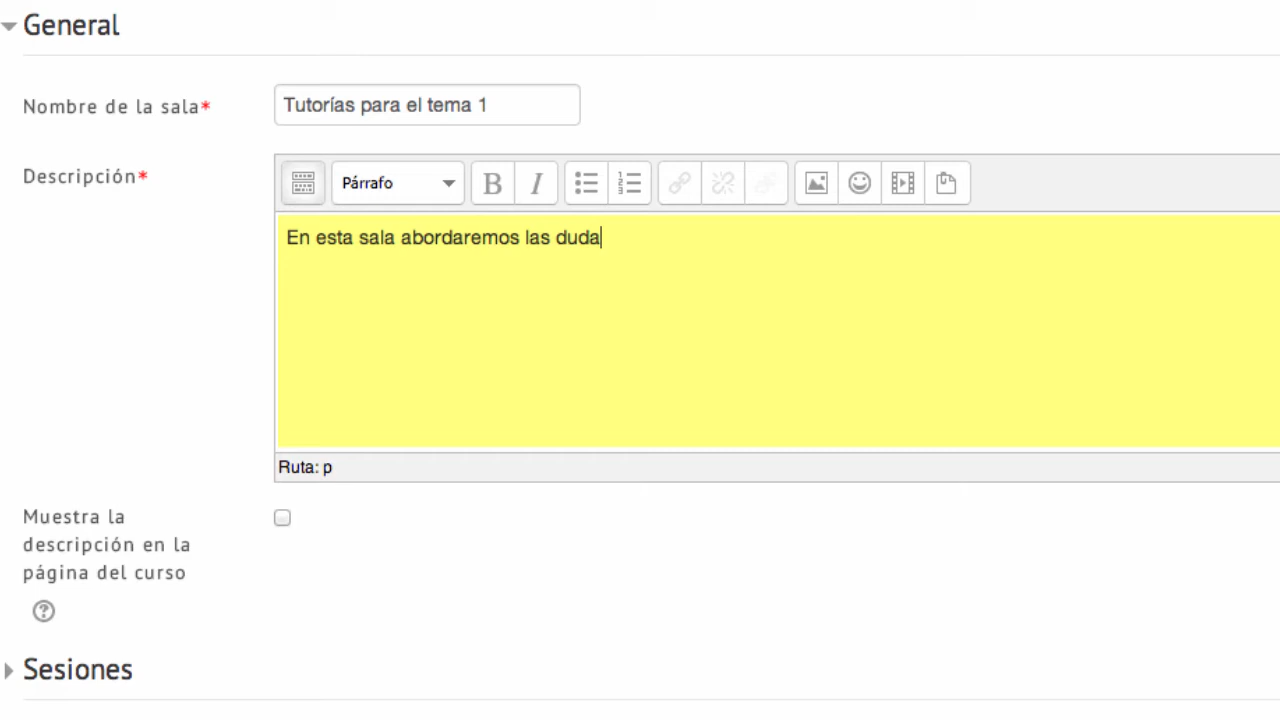 General
Nombre de la sala*
Tutorías para el tema 1
Descripción*
Párrafo
B I
En esta sala abordaremos las duda
Ruta: p
Muestra la
descripción en la
página del curso
?
Sesiones